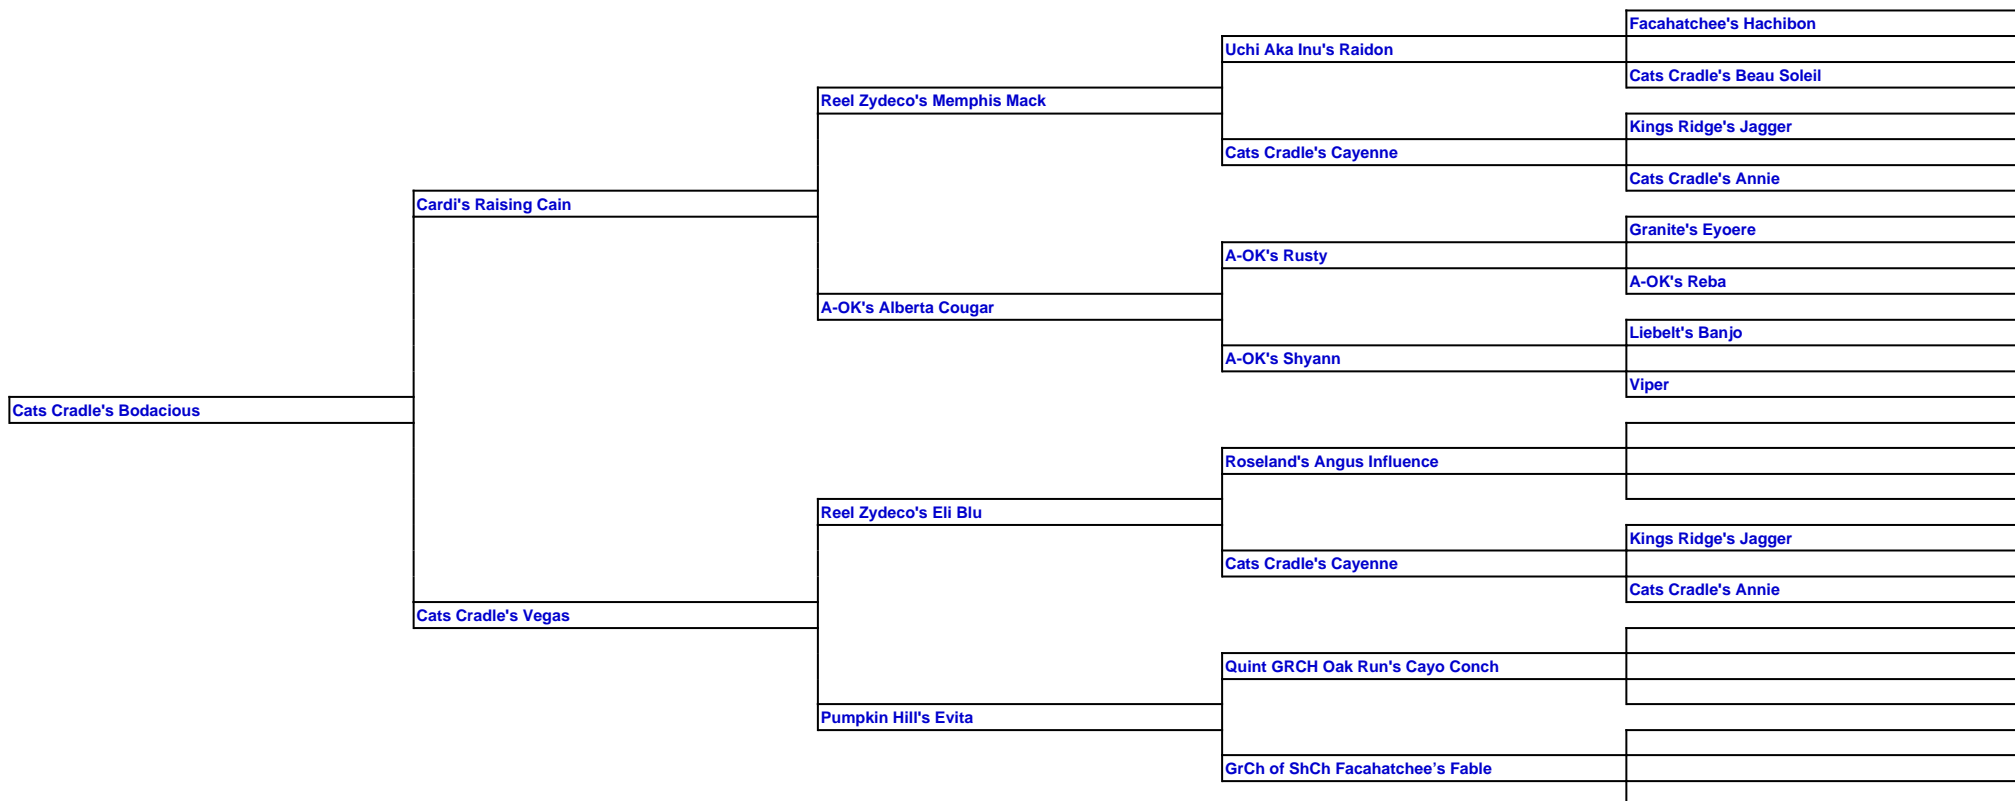 Facahatchee's Hachibon
Uchi Aka Inu's Raidon
Cats Cradle's Beau Soleil
Reel Zydeco's Memphis Mack
Kings Ridge's Jagger
Cats Cradle's Cayenne
Cats Cradle's Annie
Cardi's Raising Cain
Granite's Eyoere
A-OK's Rusty
A-OK's Reba
A-OK's Alberta Cougar
Liebelt's Banjo
A-OK's Shyann
Viper
Cats Cradle's Bodacious
Roseland's Angus Influence
Reel Zydeco's Eli Blu
Kings Ridge's Jagger
Cats Cradle's Cayenne
Cats Cradle's Annie
Cats Cradle's Vegas
Quint GRCH Oak Run's Cayo Conch
Pumpkin Hill's Evita
GrCh of ShCh Facahatchee’s Fable